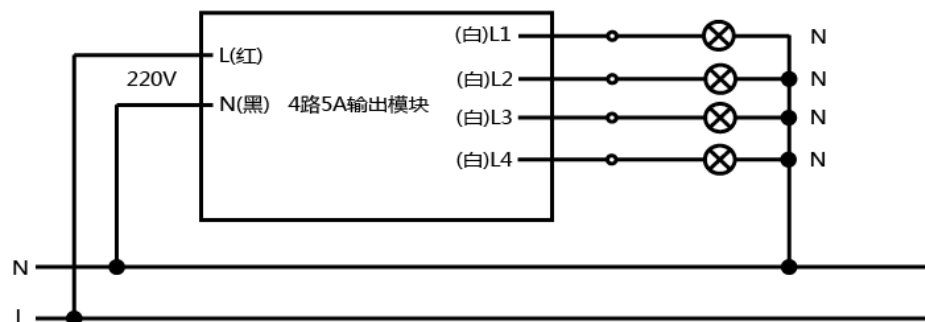 (白)L1 N
L(红)
220V (白)L2 N
N(黑) 4路5A输出模块 (白)L3 N
(白)L4 N
N
L